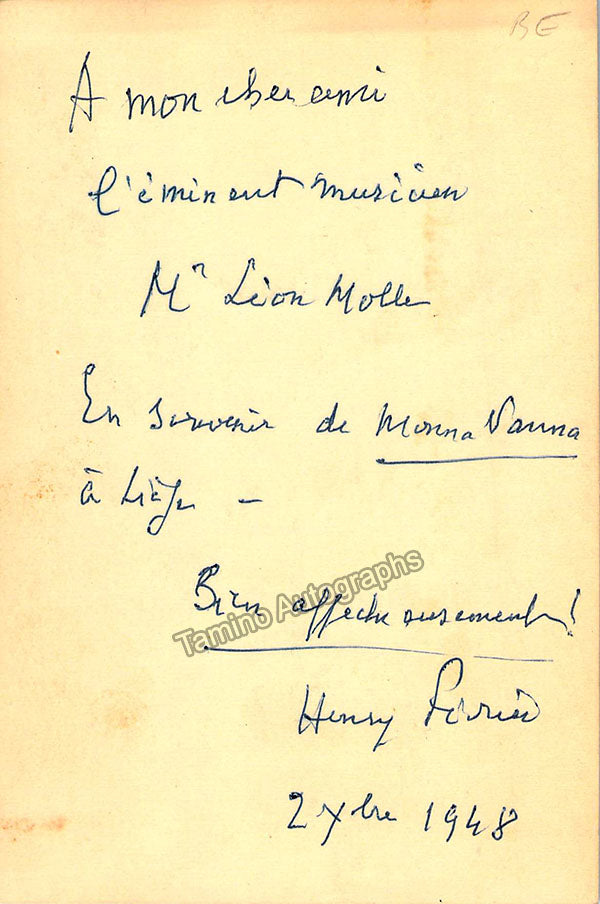 BE
A mon cher ami
l'éminent musicien
Mr Léon Molle
En souvenir de Monna Vanna
à Liège –
Bien affectueusement!
Henry Février
2 Xbre 1948
Tamino Autographs